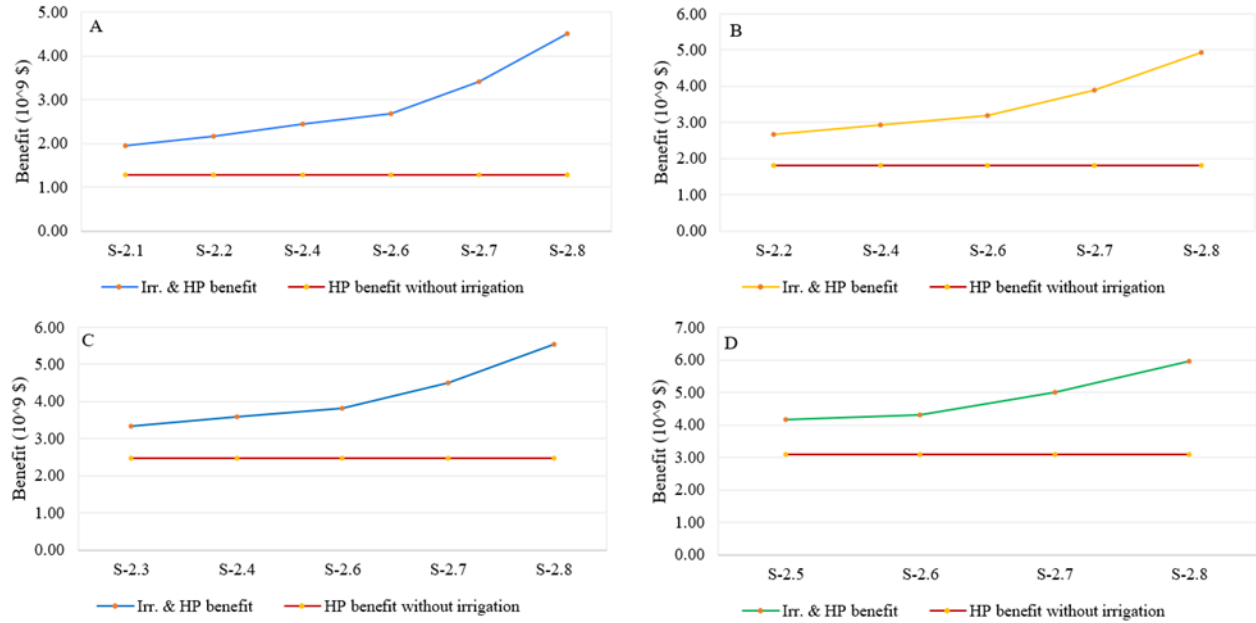 A
Benefit (10^9 $)
5.00
4.00
3.00
2.00
1.00
0.00
S-2.1 S-2.2 S-2.4 S-2.6 S-2.7 S-2.8
Irr. & HP benefit HP benefit without irrigation
B
Benefit (10^9 $)
6.00
5.00
4.00
3.00
2.00
1.00
0.00
S-2.2 S-2.4 S-2.6 S-2.7 S-2.8
Irr. & HP benefit HP benefit without irrigation
C
Benefit (10^9 $)
6.00
5.00
4.00
3.00
2.00
1.00
0.00
S-2.3 S-2.4 S-2.6 S-2.7 S-2.8
Irr. & HP benefit HP benefit without irrigation
D
Benefit (10^9 $)
7.00
6.00
5.00
4.00
3.00
2.00
1.00
0.00
S-2.5 S-2.6 S-2.7 S-2.8
Irr. & HP benefit HP benefit without irrigation